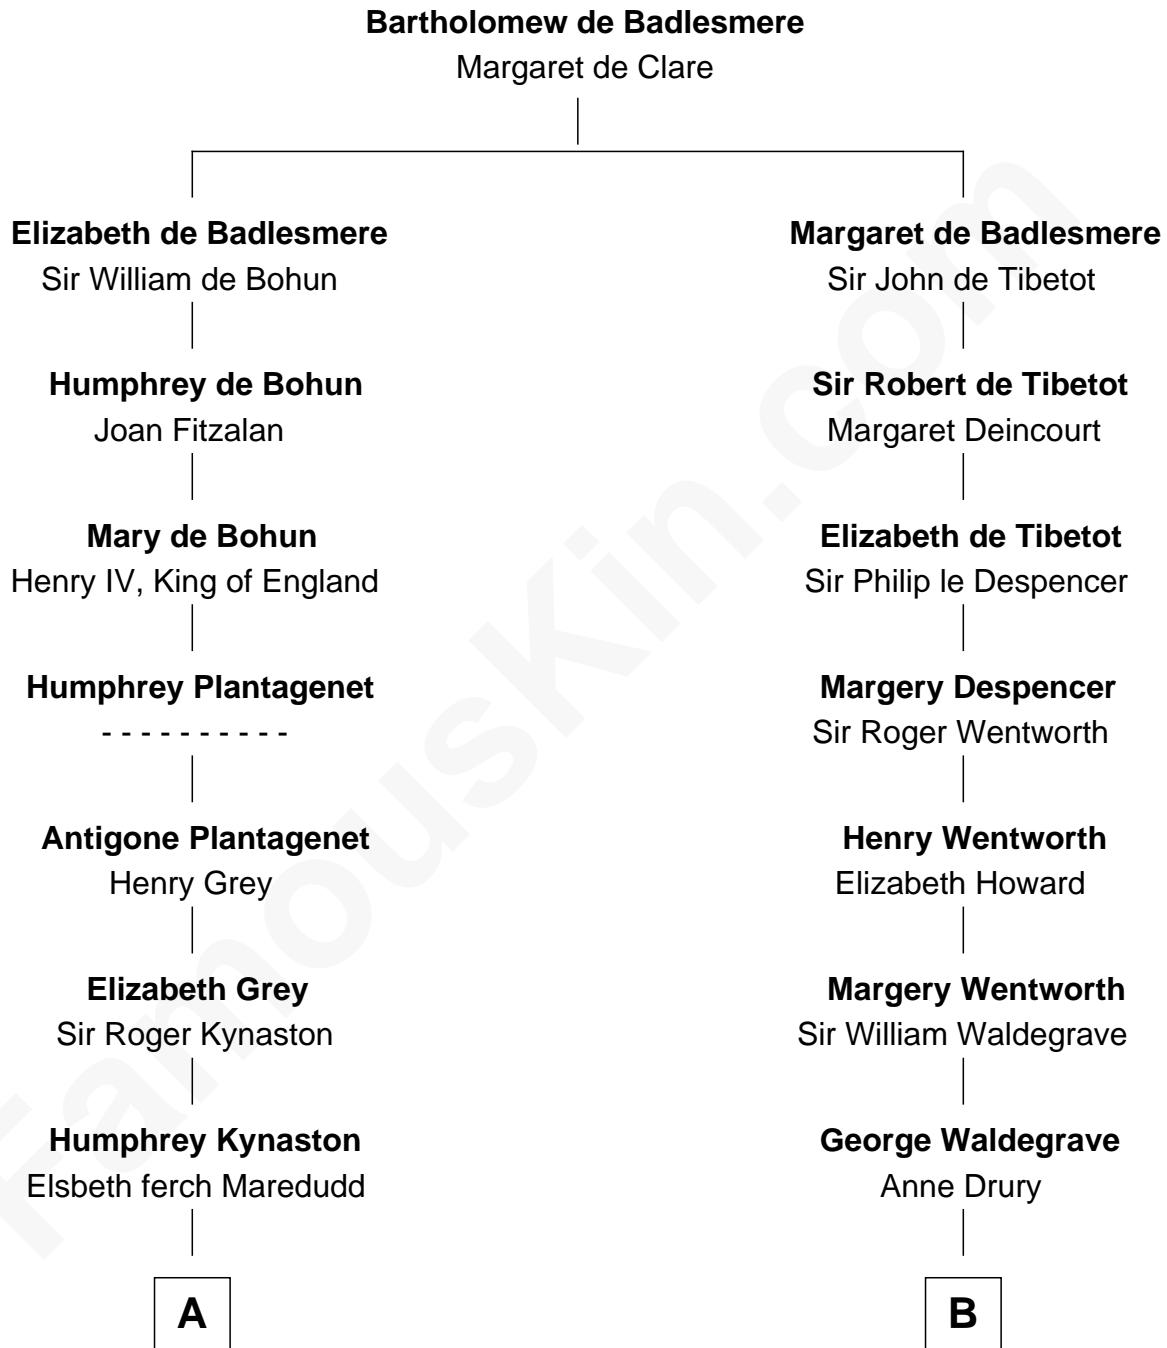 Bartholomew de Badlesmere
Margaret de Clare
Elizabeth de Badlesmere
Sir William de Bohun
Margaret de Badlesmere
Sir John de Tibetot
Humphrey de Bohun
Joan Fitzalan
Sir Robert de Tibetot
Margaret Deincourt
Mary de Bohun
Henry IV, King of England
Elizabeth de Tibetot
Sir Philip le Despencer
Humphrey Plantagenet
- - - - - - - - - -
Margery Despencer
Sir Roger Wentworth
Antigone Plantagenet
Henry Grey
Henry Wentworth
Elizabeth Howard
Elizabeth Grey
Sir Roger Kynaston
Margery Wentworth
Sir William Waldegrave
Humphrey Kynaston
Elsbeth ferch Maredudd
George Waldegrave
Anne Drury
A
B
FamousKin.com